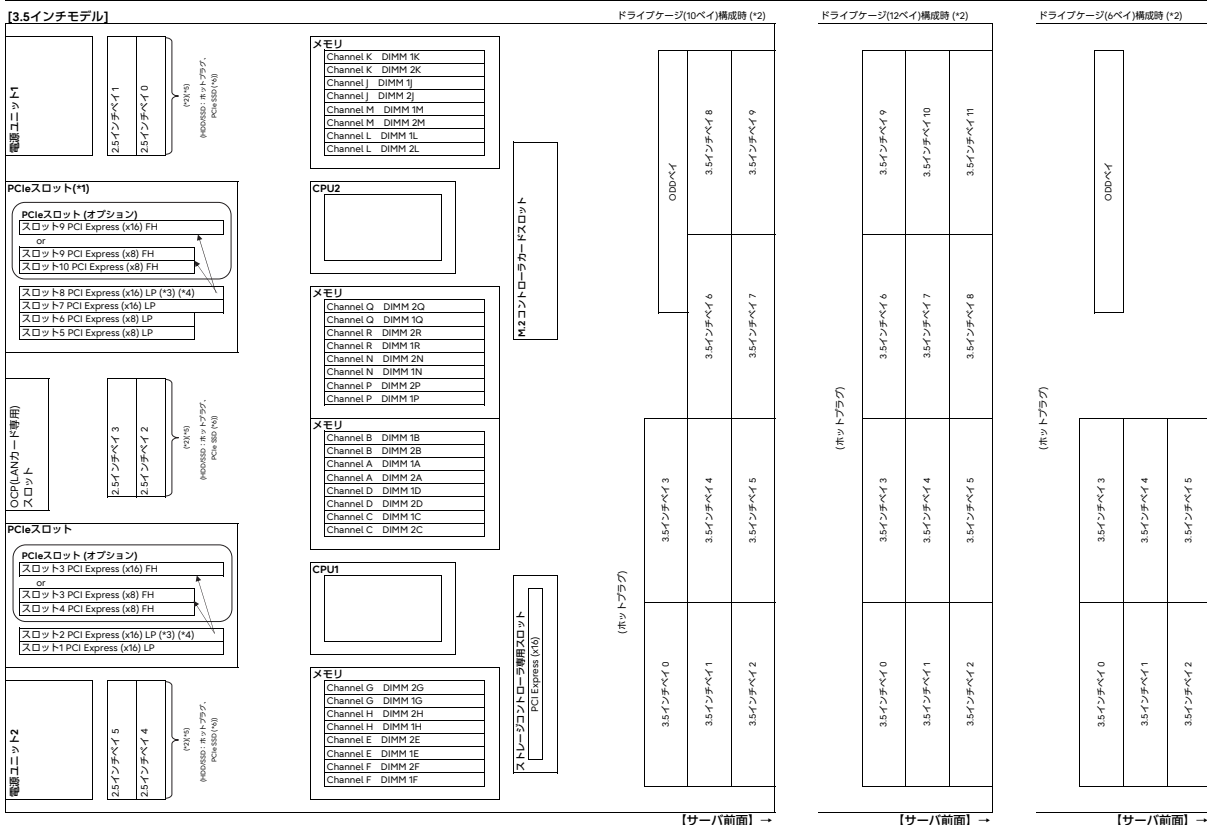 [3.5インチモデル]
電源ユニット1
2.5インチベイ 1
2.5インチベイ 0
(*2)(*5)
(HDD/SSD：ホットプラグ、
PCIe SSD (*6))
PCIeスロット(*1)
PCIeスロット (オプション)
スロット9 PCI Express (x16) FH
or
スロット9 PCI Express (x8) FH
スロット10 PCI Express (x8) FH
スロット8 PCI Express (x16) LP (*3) (*4)
スロット7 PCI Express (x16) LP
スロット6 PCI Express (x8) LP
スロット5 PCI Express (x8) LP
OCP(LANカード専用)
スロット
2.5インチベイ 3
2.5インチベイ 2
(*2)(*5)
(HDD/SSD：ホットプラグ、
PCIe SSD (*6))
PCIeスロット
PCIeスロット (オプション)
スロット3 PCI Express (x16) FH
or
スロット3 PCI Express (x8) FH
スロット4 PCI Express (x8) FH
スロット2 PCI Express (x16) LP (*3) (*4)
スロット1 PCI Express (x16) LP
電源ユニット2
2.5インチベイ 5
2.5インチベイ 4
(*2)(*5)
(HDD/SSD：ホットプラグ、
PCIe SSD (*6))
メモリ
Channel K DIMM 1K
Channel K DIMM 2K
Channel J DIMM 1J
Channel J DIMM 2J
Channel M DIMM 1M
Channel M DIMM 2M
Channel L DIMM 1L
Channel L DIMM 2L
CPU2
メモリ
Channel Q DIMM 2Q
Channel Q DIMM 1Q
Channel R DIMM 2R
Channel R DIMM 1R
Channel N DIMM 2N
Channel N DIMM 1N
Channel P DIMM 2P
Channel P DIMM 1P
メモリ
Channel B DIMM 1B
Channel B DIMM 2B
Channel A DIMM 1A
Channel A DIMM 2A
Channel D DIMM 1D
Channel D DIMM 2D
Channel C DIMM 1C
Channel C DIMM 2C
CPU1
メモリ
Channel G DIMM 2G
Channel G DIMM 1G
Channel H DIMM 2H
Channel H DIMM 1H
Channel E DIMM 2E
Channel E DIMM 1E
Channel F DIMM 2F
Channel F DIMM 1F
M.2 コントローラカードスロット
ストレージコントローラ専用スロット
PCI Express (x16)
ドライブケージ(10ベイ)構成時 (*2)
ODDベイ
3.5インチベイ 8
3.5インチベイ 9
3.5インチベイ 6
3.5インチベイ 7
3.5インチベイ 3
3.5インチベイ 4
3.5インチベイ 5
(ホットプラグ)
3.5インチベイ 0
3.5インチベイ 1
3.5インチベイ 2
【サーバ前面】→
ドライブケージ(12ベイ)構成時 (*2)
3.5インチベイ 9
3.5インチベイ 10
3.5インチベイ 11
3.5インチベイ 6
3.5インチベイ 7
3.5インチベイ 8
(ホットプラグ)
3.5インチベイ 3
3.5インチベイ 4
3.5インチベイ 5
3.5インチベイ 0
3.5インチベイ 1
3.5インチベイ 2
【サーバ前面】→
ドライブケージ(6ベイ)構成時 (*2)
ODDベイ
(ホットプラグ)
3.5インチベイ 3
3.5インチベイ 4
3.5インチベイ 5
3.5インチベイ 0
3.5インチベイ 1
3.5インチベイ 2
【サーバ前面】→